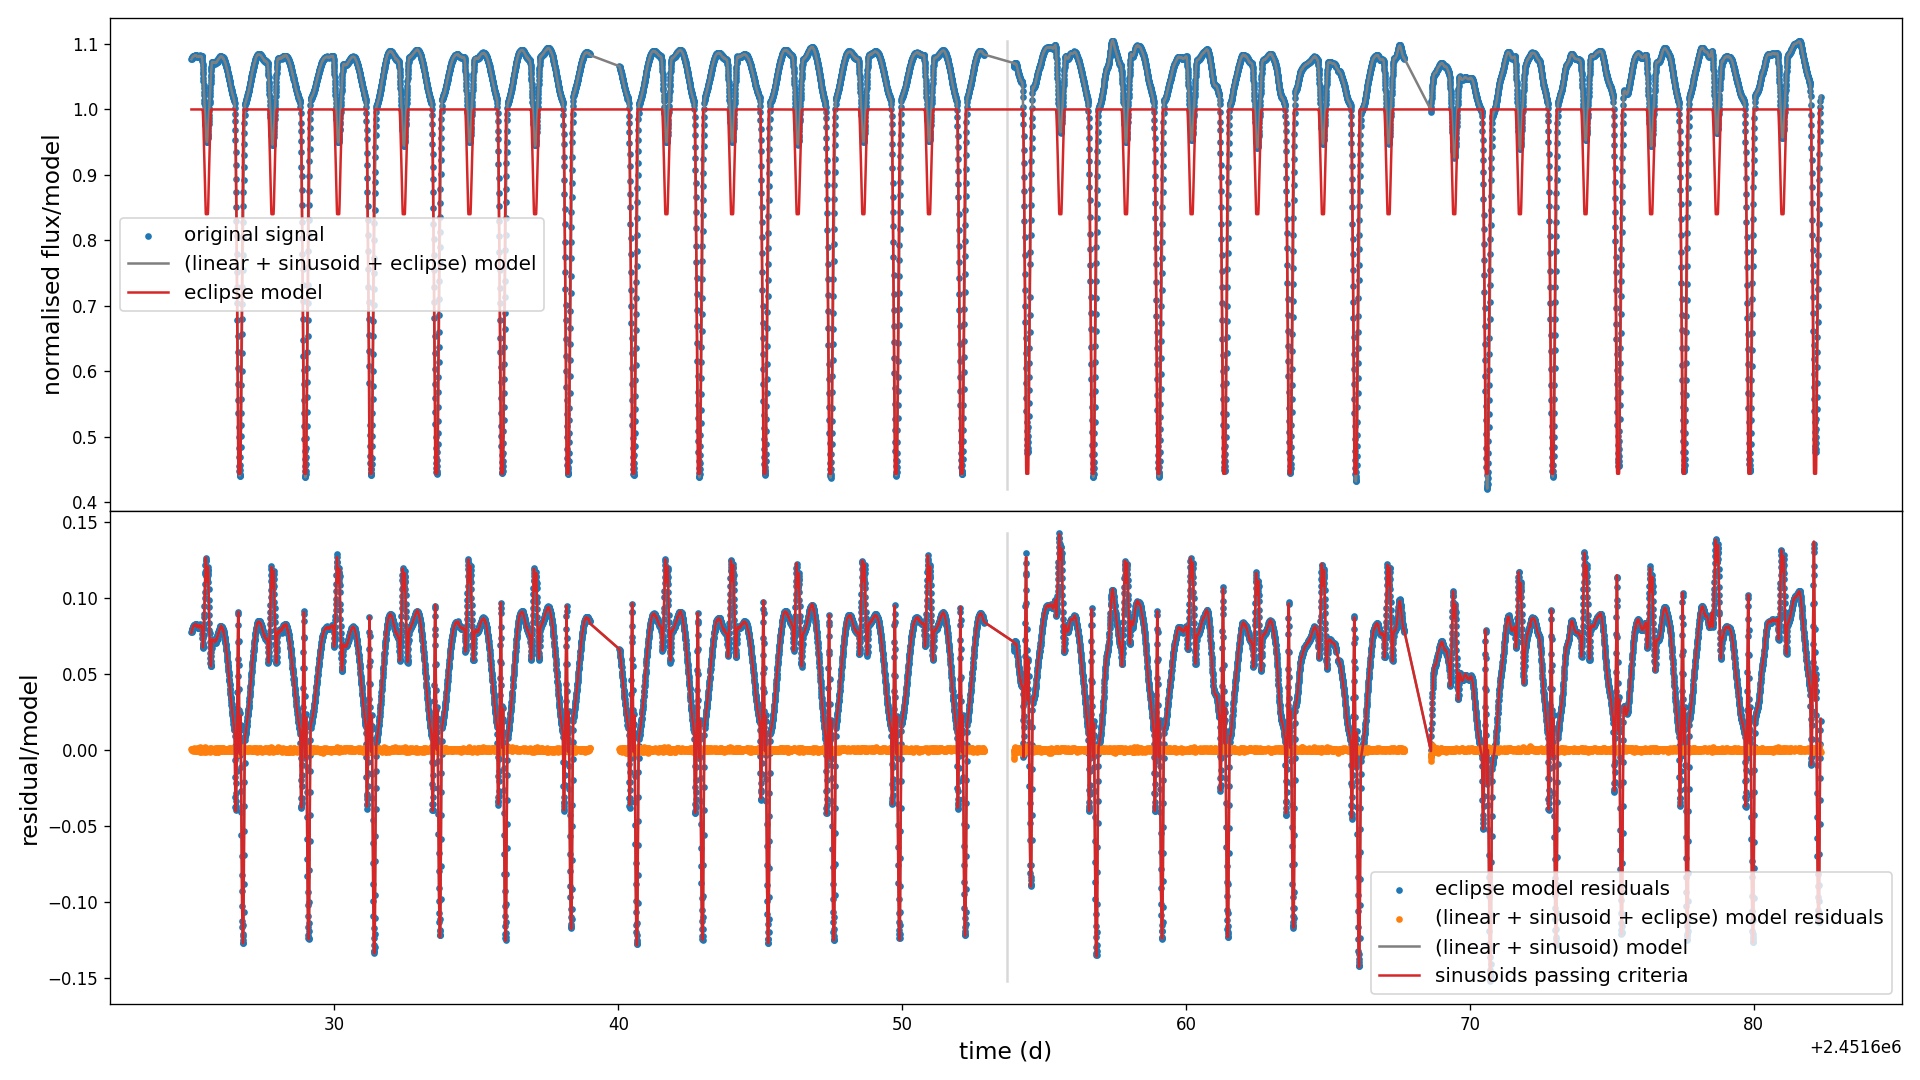 normalised flux/model
1.1
1.0
0.9
0.8
0.7
0.6
0.5
0.4
original signal
(linear + sinusoid + eclipse) model
eclipse model
residual/model
0.15
0.10
0.05
0.00
−0.05
−0.10
−0.15
eclipse model residuals
(linear + sinusoid + eclipse) model residuals
(linear + sinusoid) model
sinusoids passing criteria
30
40
50
60
70
80
time (d)
+2.4516e6